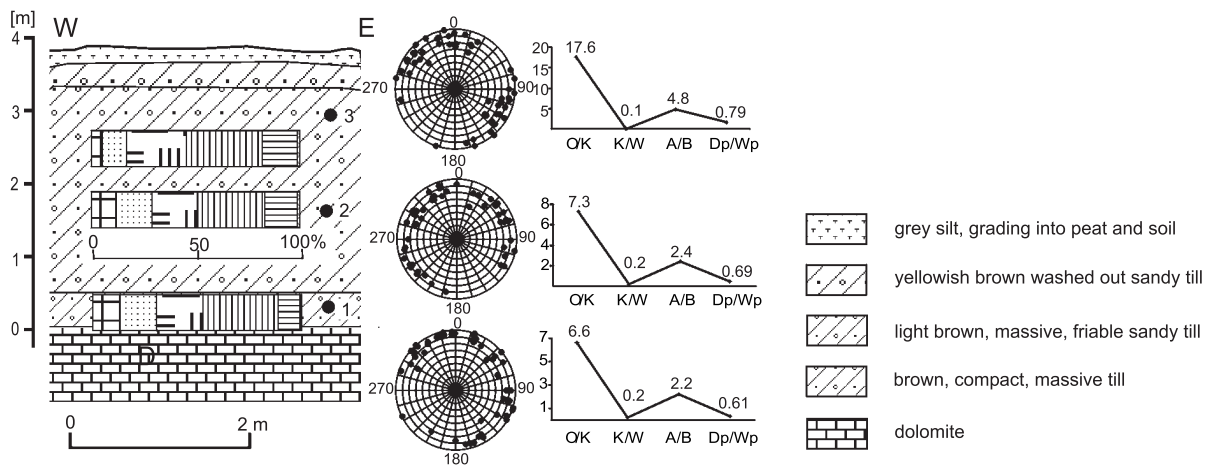 [m] W E
4
3
2
1
0
3
2
1
0 50 100%
D
0 2 m
0
270 90
180
0
270 90
180
0
270 90
180
20
15
10
5
17.6 0.1 4.8 0.79
O/K K/W A/B Dp/Wp
8
6
4
2
7.3 0.2 2.4 0.69
O/K K/W A/B Dp/Wp
7
5
3
1
6.6 0.2 2.2 0.61
O/K K/W A/B Dp/Wp
grey silt, grading into peat and soil
yellowish brown washed out sandy till
light brown, massive, friable sandy till
brown, compact, massive till
dolomite